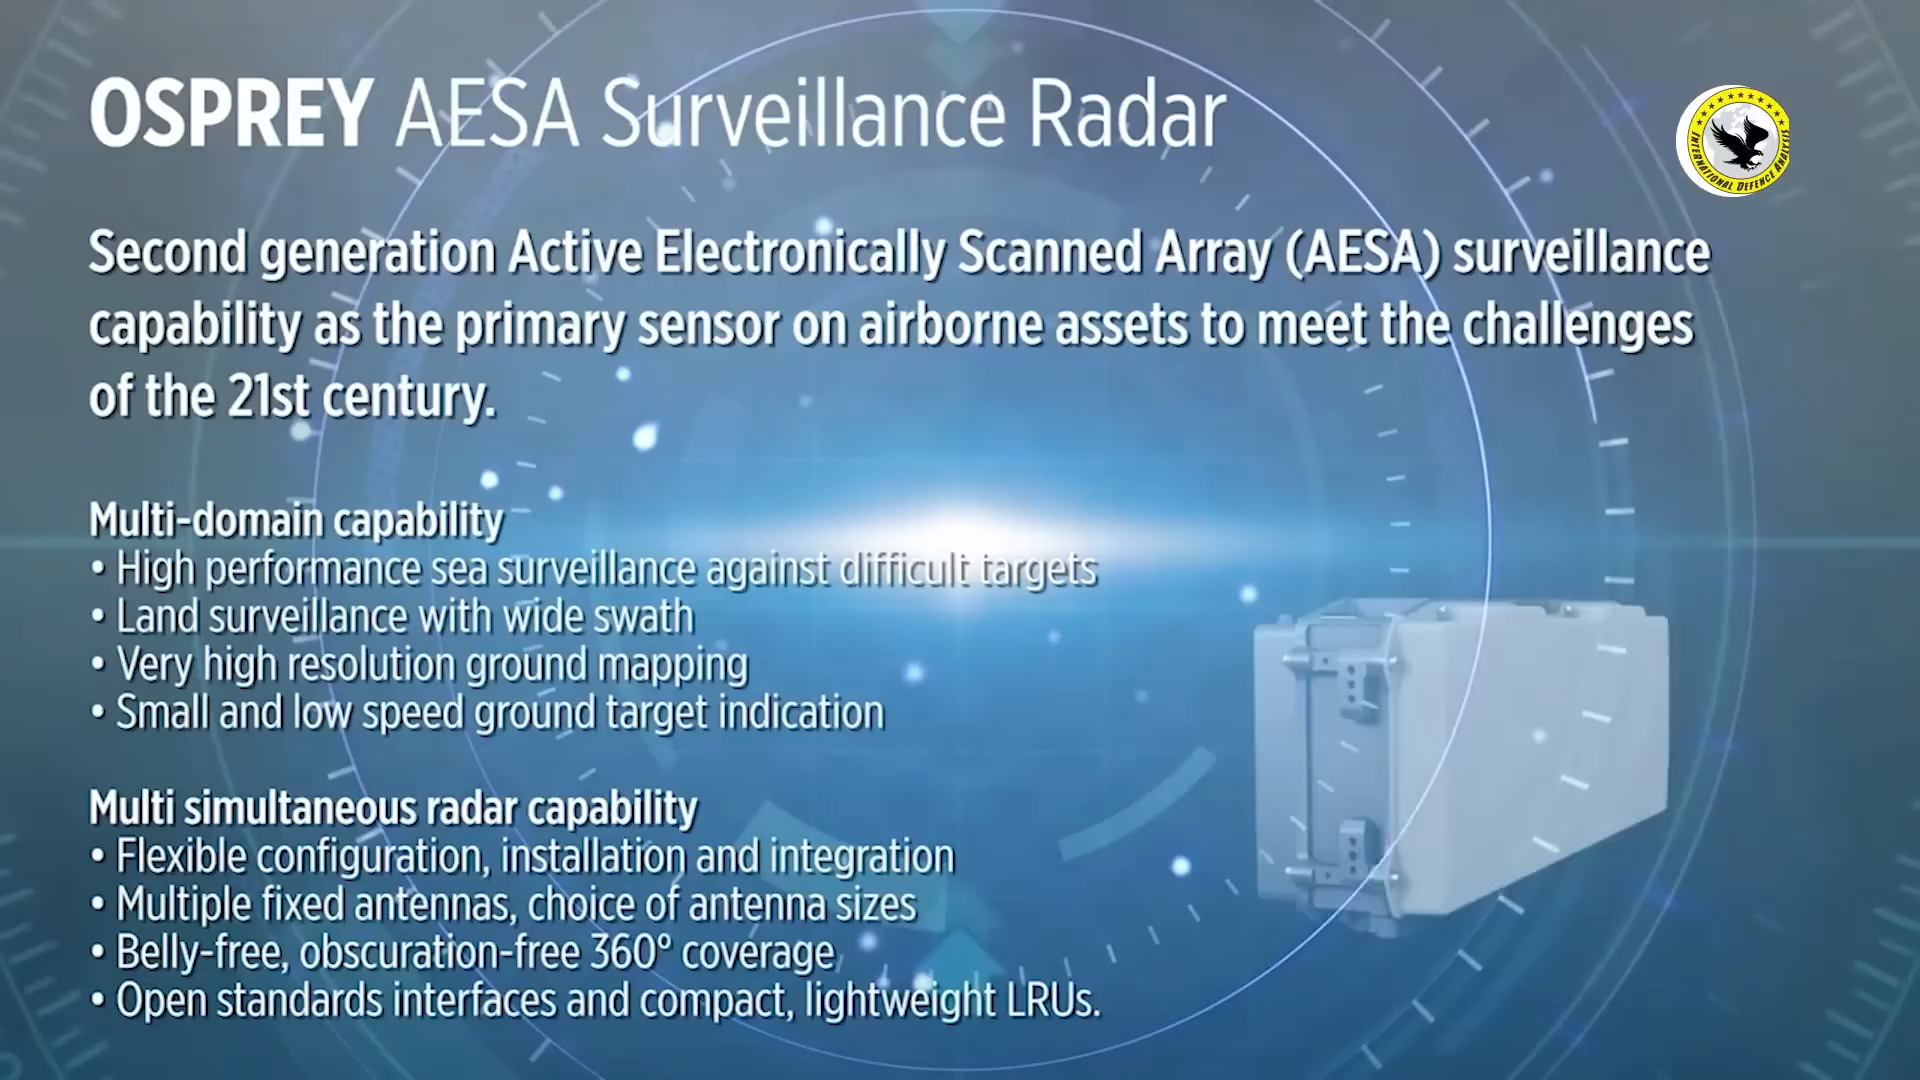 OSPREY AESA Surveillance Radar
INTERNATIONAL DEFENCE ANALYSIS
Second generation Active Electronically Scanned Array (AESA) surveillance
capability as the primary sensor on airborne assets to meet the challenges
of the 21st century.
Multi-domain capability
• High performance sea surveillance against difficult targets
• Land surveillance with wide swath
• Very high resolution ground mapping
• Small and low speed ground target indication
Multi simultaneous radar capability
• Flexible configuration, installation and integration
• Multiple fixed antennas, choice of antenna sizes
• Belly-free, obscuration-free 360° coverage
• Open standards interfaces and compact, lightweight LRUs.